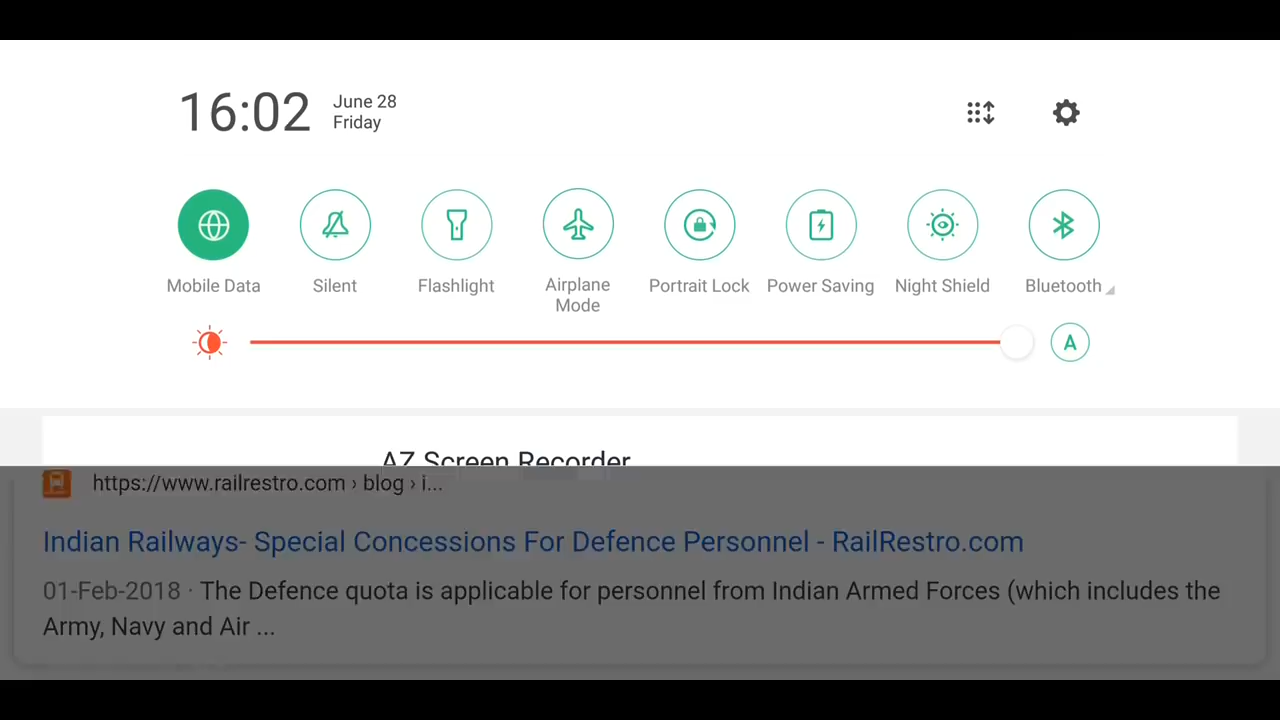 16:02
June 28
Friday
Mobile Data
Silent
Flashlight
Airplane
Mode
Portrait Lock
Power Saving
Night Shield
Bluetooth
A
AZ Screen Recorder
https://www.railrestro.com › blog › i...
Indian Railways- Special Concessions For Defence Personnel - RailRestro.com
01-Feb-2018 · The Defence quota is applicable for personnel from Indian Armed Forces (which includes the
Army, Navy and Air ...